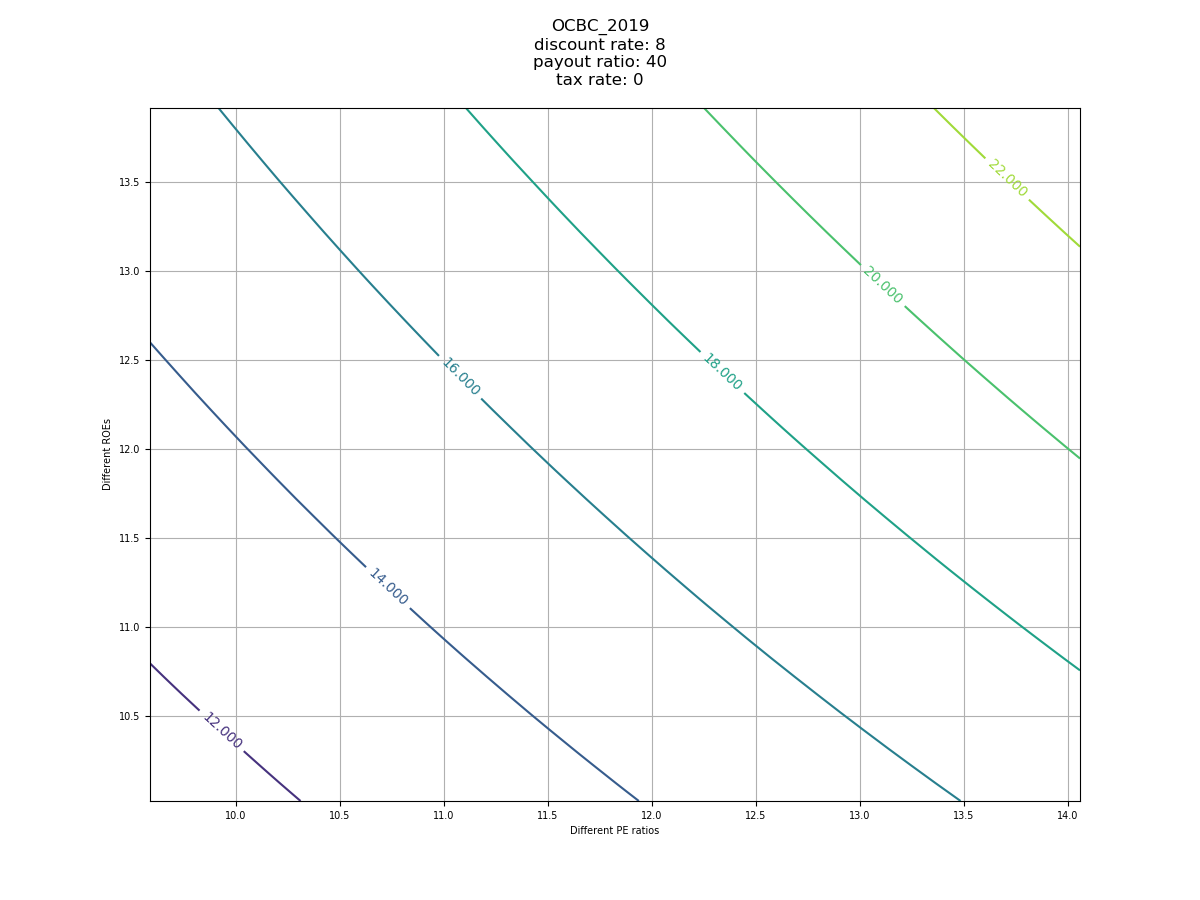 OCBC_2019
discount rate: 8
payout ratio: 40
tax rate: 0
22.000
13.5
13.0
20.000
12.5
16.000
18.000
12.0
Different ROEs
11.5
14.000
11.0
10.5
12.000
10.0 10.5 11.0 11.5 12.0 12.5 13.0 13.5 14.0
Different PE ratios